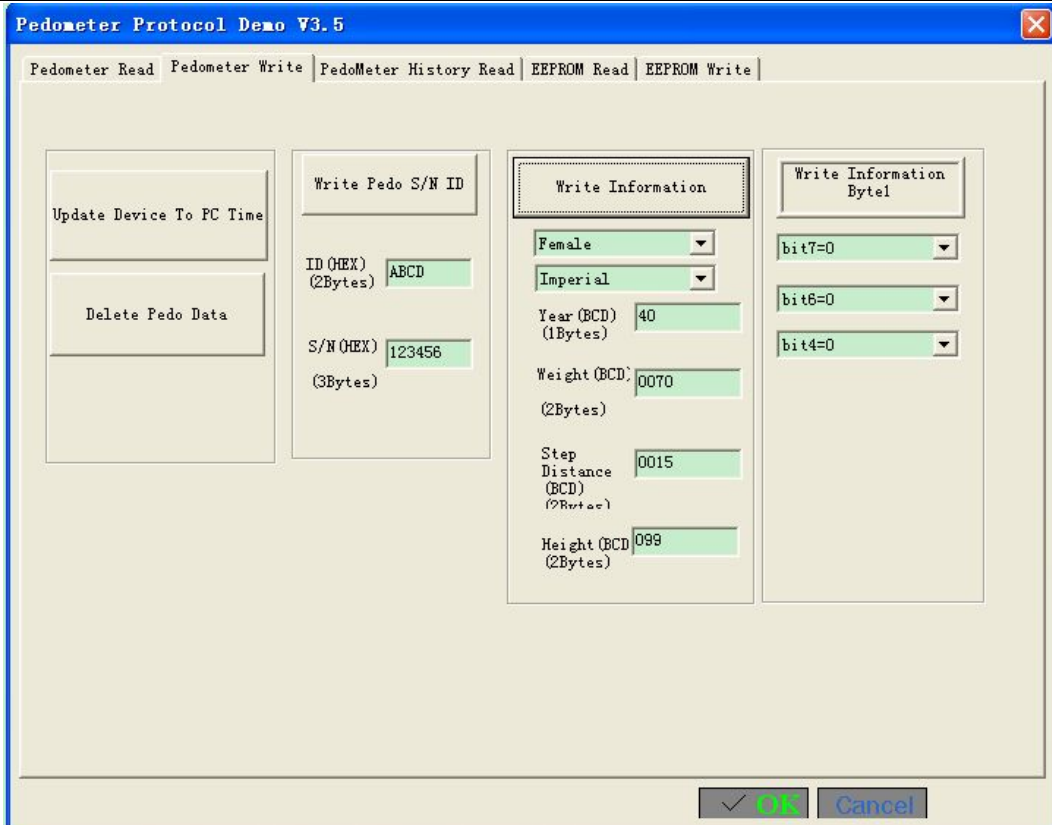 Pedometer Protocol Demo V3.5
Pedometer Read
Pedometer Write
PedoMeter History Read
EEPROM Read
EEPROM Write
Update Device To PC Time
Delete Pedo Data
Write Pedo S/N ID
ID(HEX)
(2Bytes)
ABCD
S/N(HEX)
(3Bytes)
123456
Write Information
Female
Imperial
Year(BCD)
(1Bytes)
40
Weight(BCD)
(2Bytes)
0070
Step
Distance
(BCD)
(2Bytes)
0015
Height(BCD
(2Bytes)
099
Write Information
Byte1
bit7=0
bit6=0
bit4=0
OK
Cancel